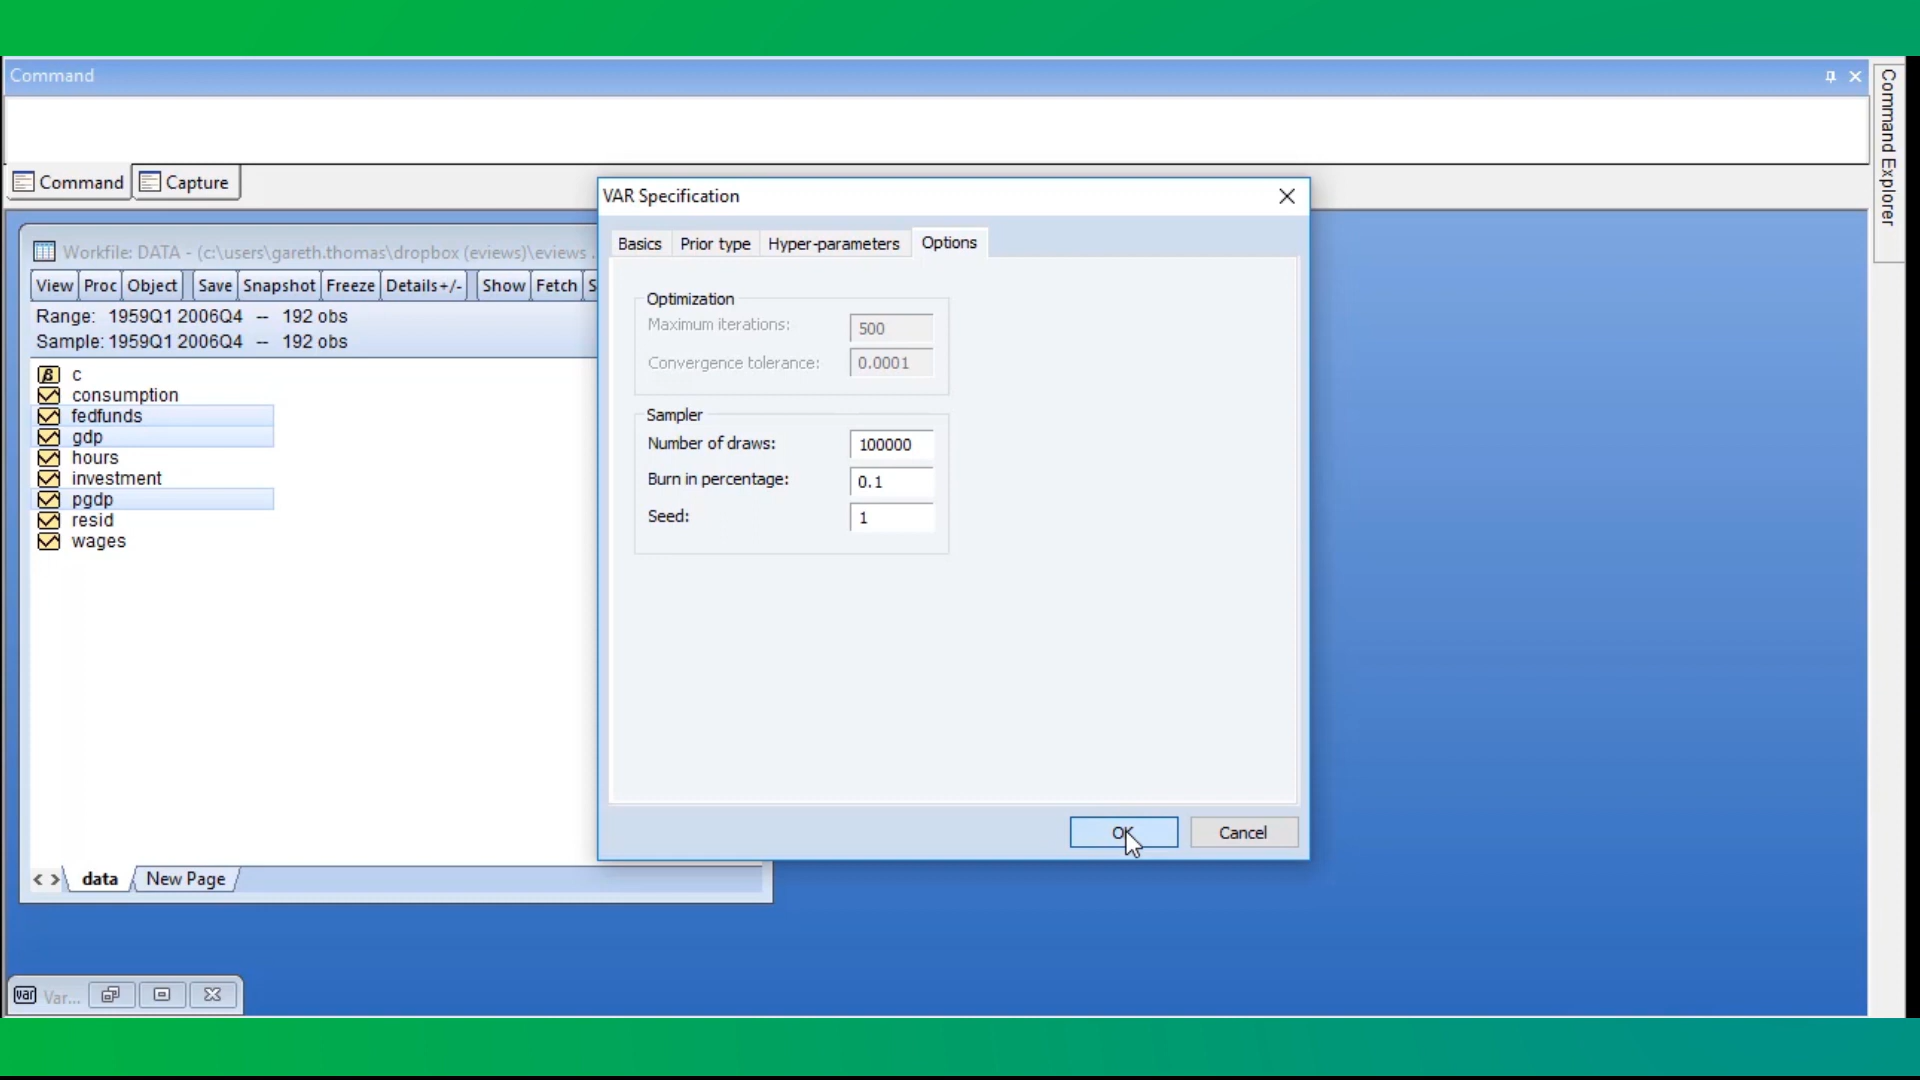 Command
Command Explorer
Command
Capture
Workfile: DATA - (c:\users\gareth.thomas\dropbox (eviews)\eviews .
View Proc Object Save Snapshot Freeze Details+/- Show Fetch S
Range: 1959Q1 2006Q4 -- 192 obs
Sample: 1959Q1 2006Q4 -- 192 obs
β c
consumption
fedfunds
gdp
hours
investment
pgdp
resid
wages
< > data New Page
var Var...
VAR Specification
Basics Prior type Hyper-parameters Options
Optimization
Maximum iterations: 500
Convergence tolerance: 0.0001
Sampler
Number of draws: 100000
Burn in percentage: 0.1
Seed: 1
OK Cancel